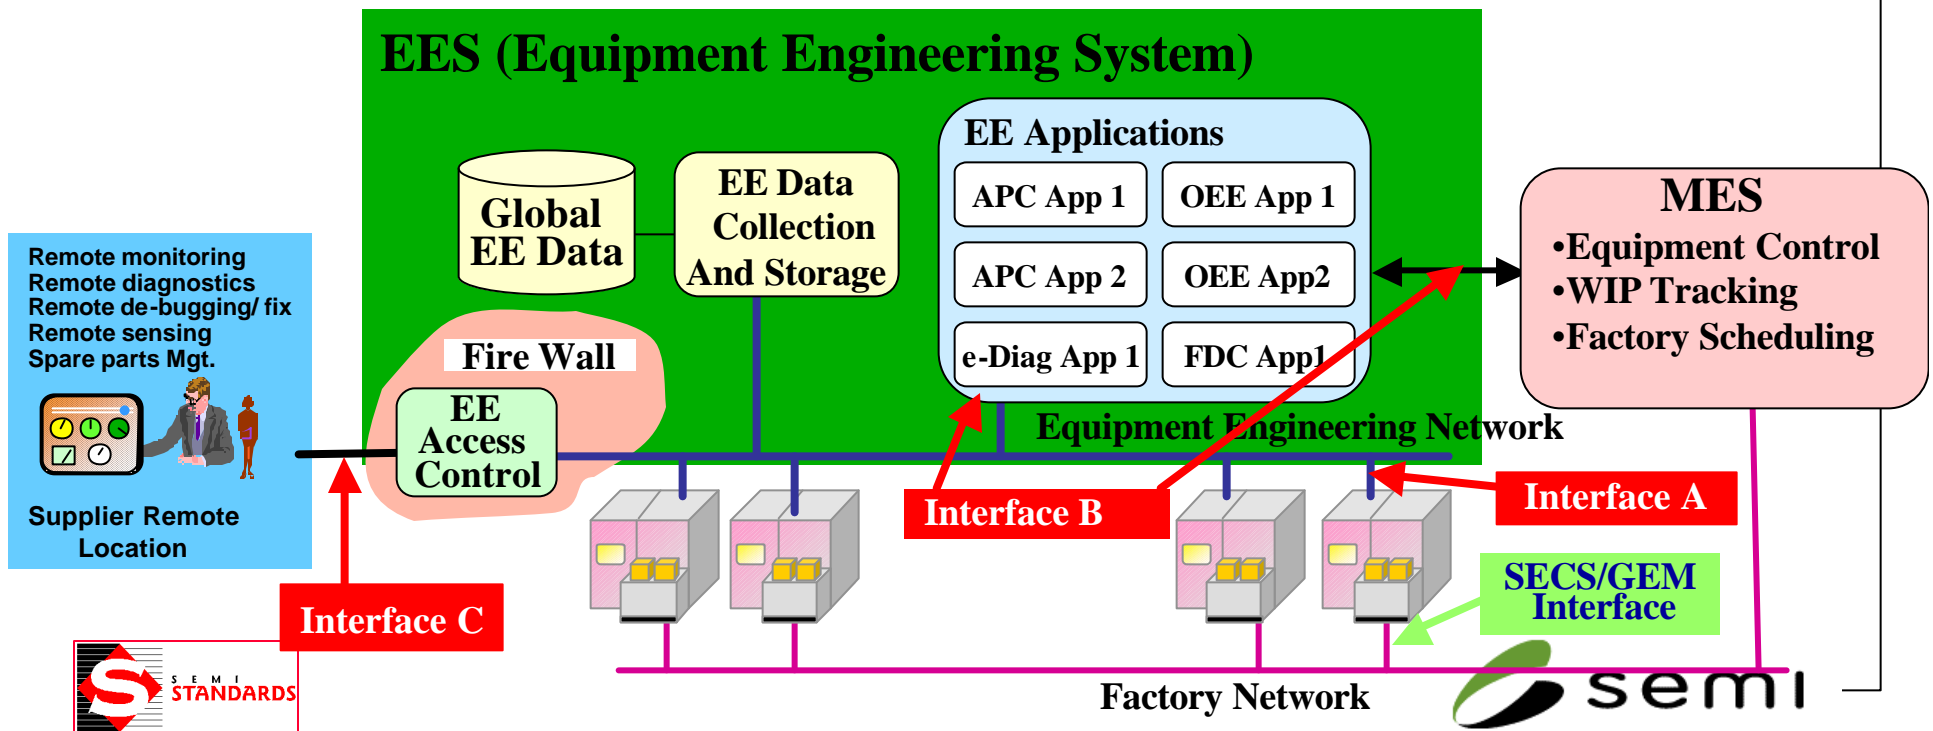 EES (Equipment Engineering System)
EE Applications
APC App 1
OEE App 1
APC App 2
OEE App2
e-Diag App 1
FDC App1
Global
EE Data
EE Data
Collection
And Storage
MES
•Equipment Control
•WIP Tracking
•Factory Scheduling
Remote monitoring
Remote diagnostics
Remote de-bugging/ fix
Remote sensing
Spare parts Mgt.
Supplier Remote
Location
Fire Wall
EE
Access
Control
Equipment Engineering Network
Interface B
Interface A
SECS/GEM
Interface
Interface C
Factory Network
SEMI
STANDARDS
semi